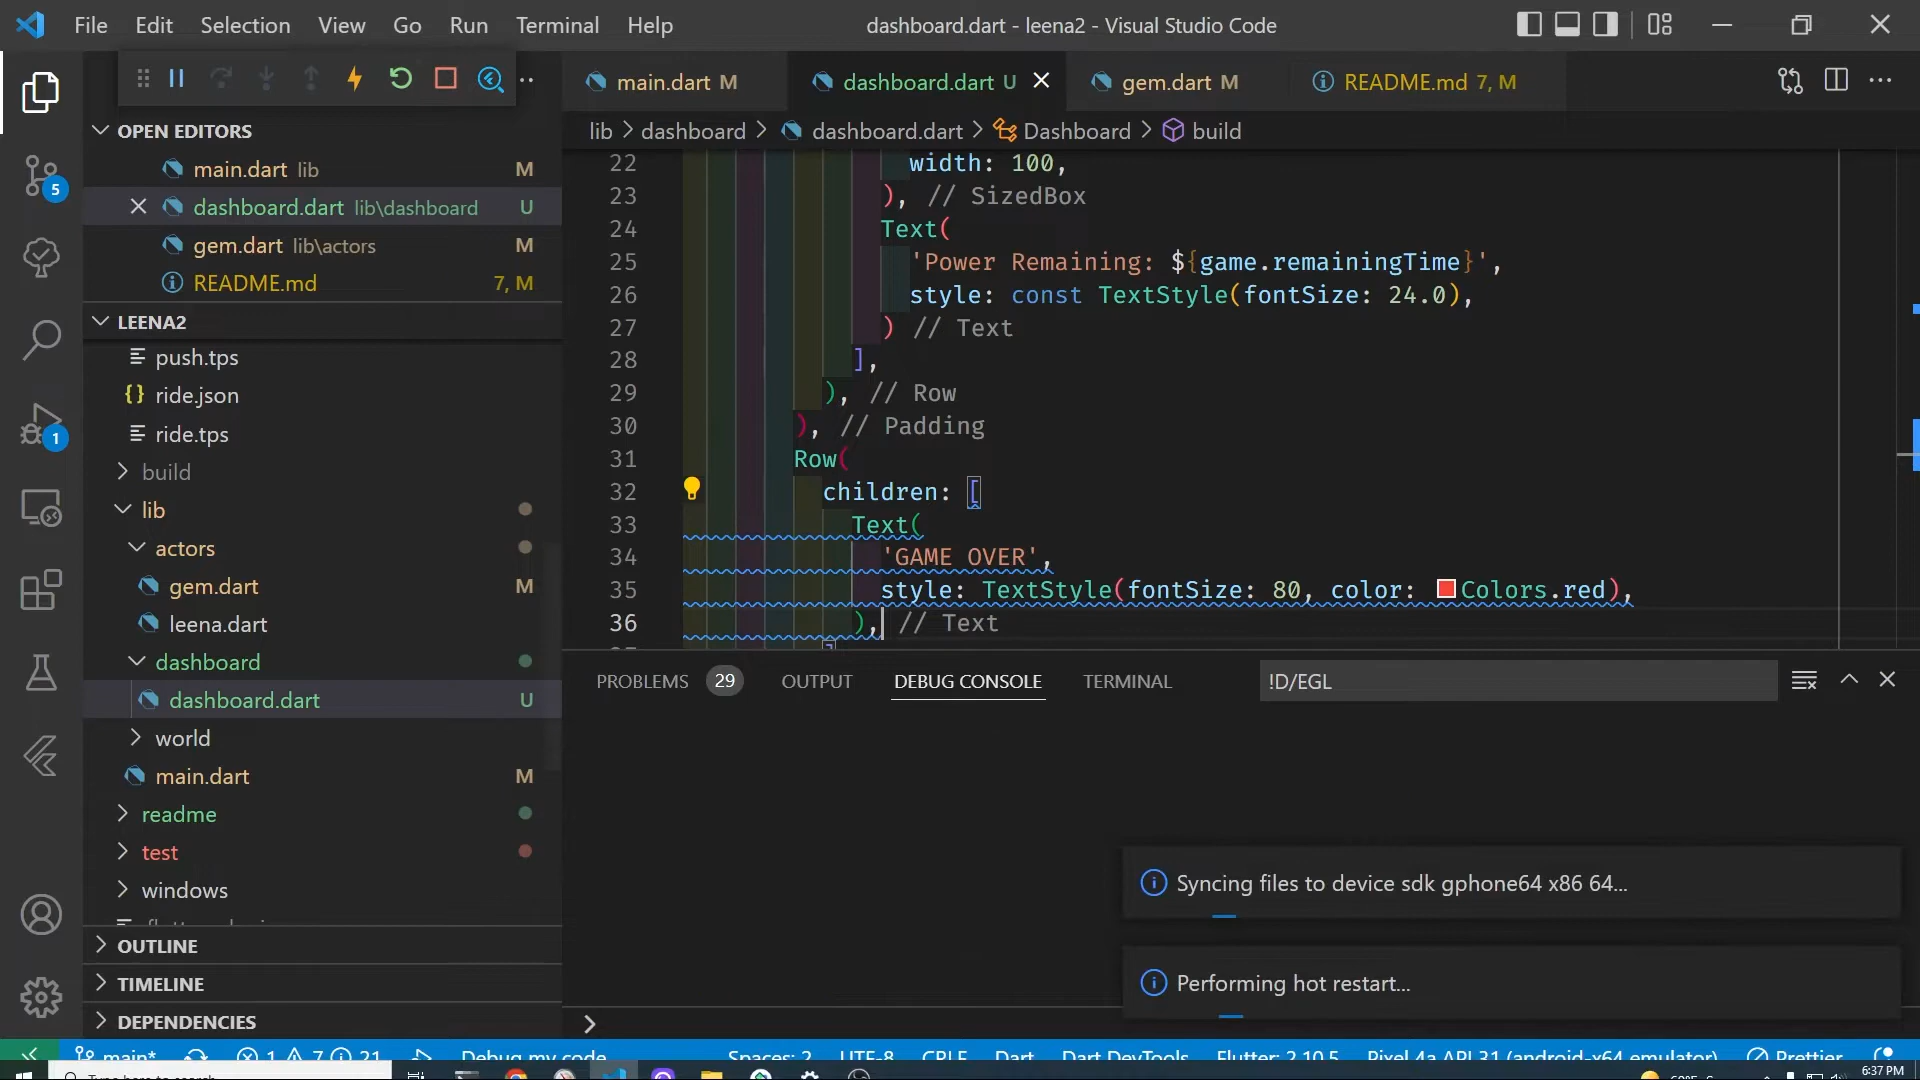 File Edit Selection View Go Run Terminal Help
dashboard.dart - leena2 - Visual Studio Code
main.dart M
dashboard.dart U
gem.dart M
README.md 7, M
OPEN EDITORS
main.dart lib M
dashboard.dart lib\dashboard U
gem.dart lib\actors M
README.md 7, M
LEENA2
push.tps
{} ride.json
ride.tps
build
lib
actors
gem.dart M
leena.dart
dashboard
dashboard.dart U
world
main.dart M
readme
test
windows
OUTLINE
TIMELINE
DEPENDENCIES
5
1
lib > dashboard > dashboard.dart > Dashboard > build
22 width: 100,
23 ), // SizedBox
24 Text(
25 'Power Remaining: ${game.remainingTime}',
26 style: const TextStyle(fontSize: 24.0),
27 ) // Text
28 ],
29 ), // Row
30 ), // Padding
31 Row(
32 children: [
33 Text(
34 'GAME OVER',
35 style: TextStyle(fontSize: 80, color: Colors.red),
36 ), // Text
PROBLEMS 29 OUTPUT DEBUG CONSOLE TERMINAL
!D/EGL
Syncing files to device sdk gphone64 x86 64...
Performing hot restart...
main* 1 7 21 Debug my code Spaces: 2 UTF-8 CRLF Dart Dart DevTools Flutter: 2.10.5 Pixel 4a API 31 (android-x64 emulator) Prettier
Type here to search
6:37 PM